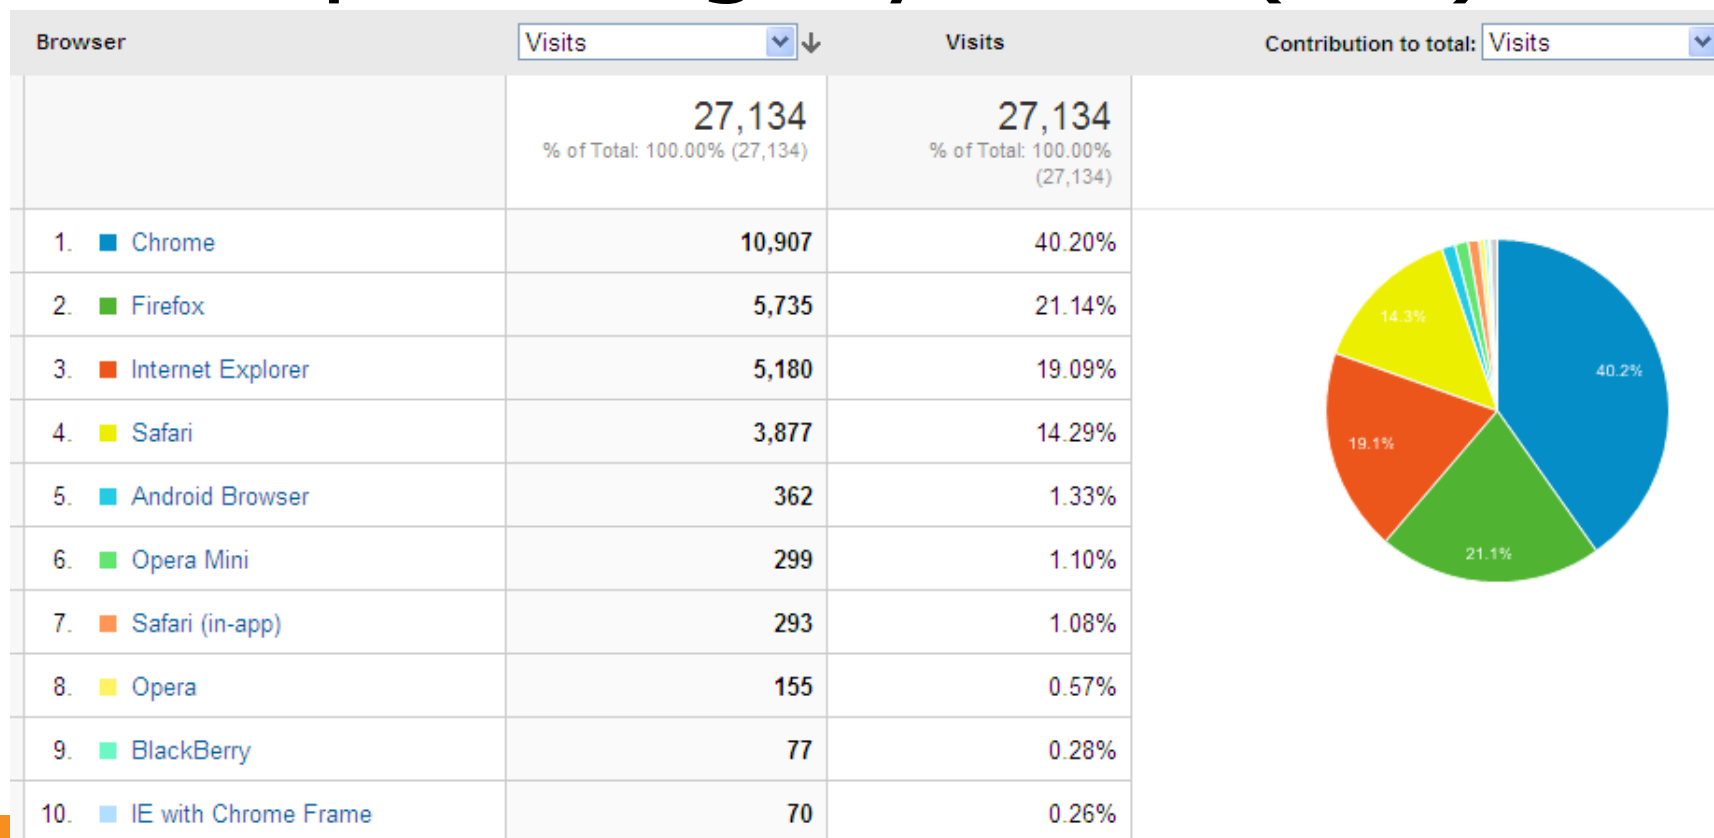 Browser Visits Visits Contribution to total: Visits
27,134 27,134
% of Total: 100.00% (27,134) % of Total: 100.00%
(27,134)
1. Chrome 10,907 40.20%
2. Firefox 5,735 21.14%
3. Internet Explorer 5,180 19.09%
4. Safari 3,877 14.29%
5. Android Browser 362 1.33%
6. Opera Mini 299 1.10%
7. Safari (in-app) 293 1.08%
8. Opera 155 0.57%
9. BlackBerry 77 0.28%
10. IE with Chrome Frame 70 0.26%
14.3%
40.2%
19.1%
21.1%